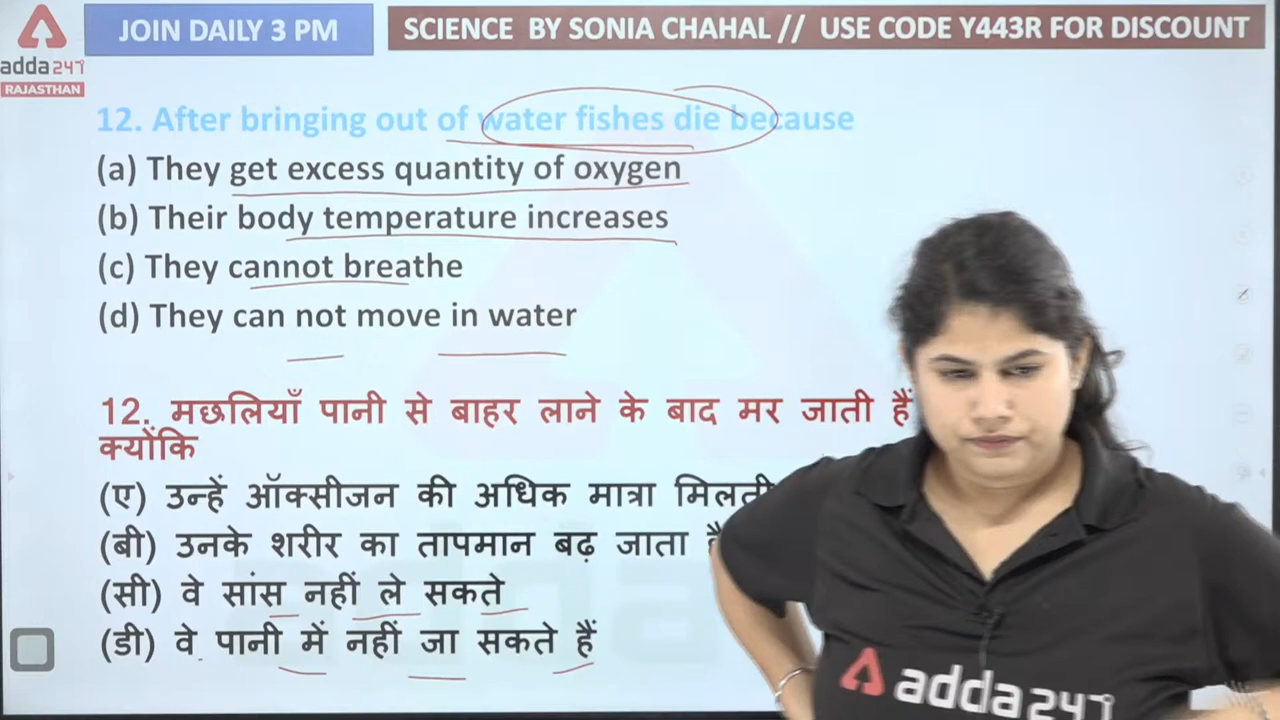 JOIN DAILY 3 PM
SCIENCE BY SONIA CHAHAL // USE CODE Y443R FOR DISCOUNT
adda247
RAJASTHAN
12. After bringing out of water fishes die because
(a) They get excess quantity of oxygen
(b) Their body temperature increases
(c) They cannot breathe
(d) They can not move in water
12. मछलियाँ पानी से बाहर लाने के बाद मर जाती हैं
क्योंकि
(ए) उन्हें ऑक्सीजन की अधिक मात्रा मिलती
(बी) उनके शरीर का तापमान बढ़ जाता है
(सी) वे सांस नहीं ले सकते
(डी) वे पानी में नहीं जा सकते हैं
adda247